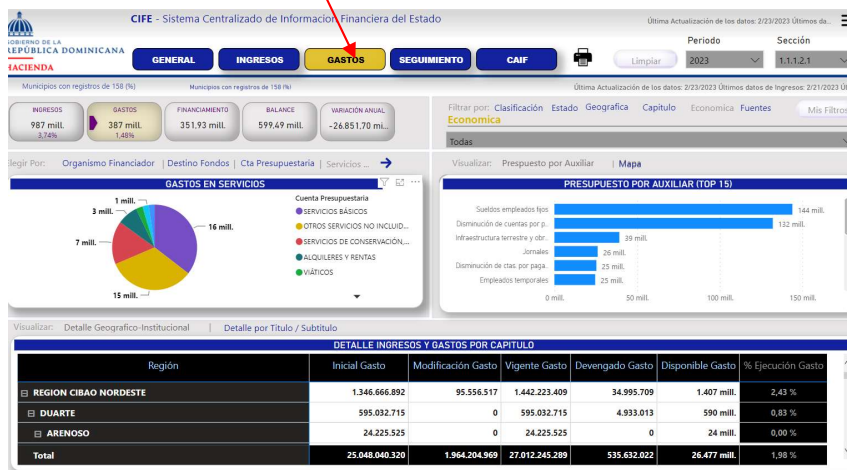 CIFE - Sistema Centralizado de Información Financiera del Estado
Última Actualización de los datos: 2/23/2023 Últimos da...
GOBIERNO DE LA
REPÚBLICA DOMINICANA
HACIENDA
GENERAL INGRESOS GASTOS SEGUIMIENTO CAIF
Limpiar
Periodo
2023
Sección
1.1.1.2.1
Municipios con registros de 158 (%)
Municipios con registros de 158 (%)
Última Actualización de los datos: 2/23/2023 Últimos datos de Ingresos: 2/21/2023 Úl
INGRESOS
987 mill.
3,74%
GASTOS
387 mill.
1,48%
FINANCIAMIENTO
351,93 mill.
BALANCE
599,49 mill.
VARIACIÓN ANUAL
-26.851,70 mi...
Filtrar por: Clasificación Estado Geografica Capítulo Economica Fuentes
Economica
Mis Filtros
Todas
Elegir Por: Organismo Financiador | Destino Fondos | Cta Presupuestaria | Servicios ...
Visualizar: Prespuesto por Auxiliar | Mapa
GASTOS EN SERVICIOS
1 mill.
3 mill.
7 mill.
15 mill.
16 mill.
Cuenta Presupuestaria
SERVICIOS BÁSICOS
OTROS SERVICIOS NO INCLUID...
SERVICIOS DE CONSERVACIÓN,...
ALQUILERES Y RENTAS
VIÁTICOS
PRESUPUESTO POR AUXILIAR (TOP 15)
Sueldos empleados fijos 144 mill.
Disminución de cuentas por p.. 132 mill.
Infraestructura terrestre y obr.. 39 mill.
Jornales 26 mill.
Disminución de ctas. por paga.. 25 mill.
Empleados temporales 25 mill.
0 mill. 50 mill. 100 mill. 150 mill.
Visualizar: Detalle Geografico-Institucional | Detalle por Titulo / Subtitulo
DETALLE INGRESOS Y GASTOS POR CAPITULO
Región Inicial Gasto Modificación Gasto Vigente Gasto Devengado Gasto Disponible Gasto % Ejecución Gasto
REGION CIBAO NORDESTE 1.346.666.892 95.556.517 1.442.223.409 34.995.709 1.407 mill. 2,43 %
DUARTE 595.032.715 0 595.032.715 4.933.013 590 mill. 0,83 %
ARENOSO 24.225.525 0 24.225.525 0 24 mill. 0,00 %
Total 25.048.040.320 1.964.204.969 27.012.245.289 535.632.022 26.477 mill. 1,98 %